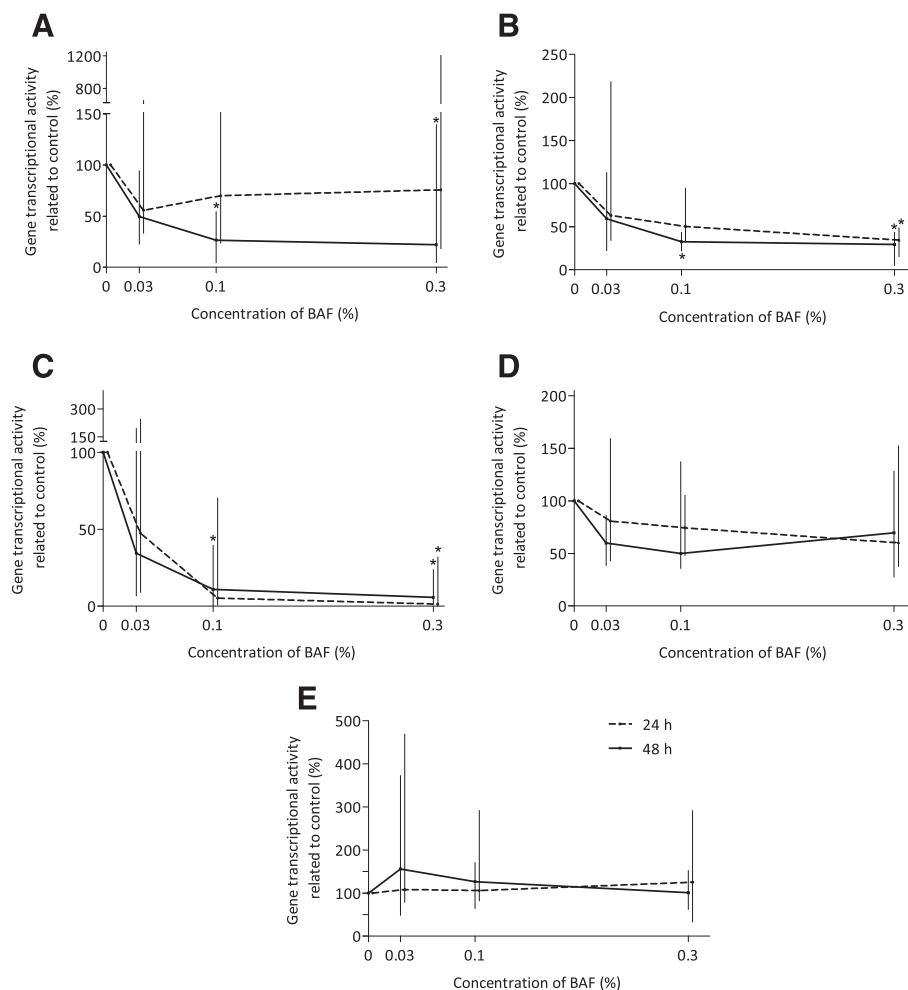 A
Gene transcriptional activity
related to control (%)
1200
800
150
100
50
0
*
*
0 0.03 0.1 0.3
Concentration of BAF (%)
B
Gene transcriptional activity
related to control (%)
250
200
150
100
50
0
*
* *
0 0.03 0.1 0.3
Concentration of BAF (%)
C
Gene transcriptional activity
related to control (%)
300
150
100
50
0
*
*
*
0 0.03 0.1 0.3
Concentration of BAF (%)
D
Gene transcriptional activity
related to control (%)
200
150
100
50
0
0 0.03 0.1 0.3
Concentration of BAF (%)
E
Gene transcriptional activity
related to control (%)
500
400
300
200
100
0
24 h
48 h
0 0.03 0.1 0.3
Concentration of BAF (%)